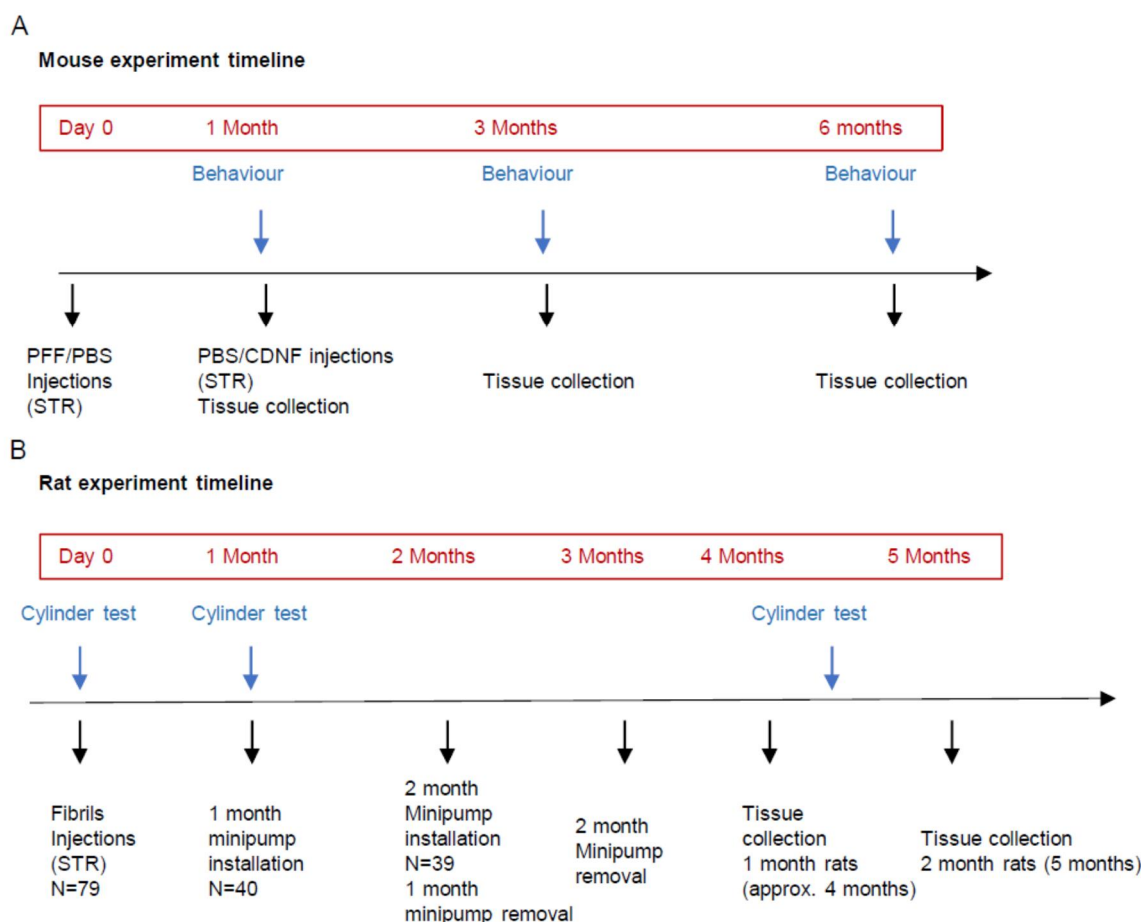 A
Mouse experiment timeline
Day 0 1 Month 3 Months 6 months
Behaviour Behaviour Behaviour
PFF/PBS
Injections
(STR)
PBS/CDNF injections
(STR)
Tissue collection
Tissue collection
Tissue collection
B
Rat experiment timeline
Day 0 1 Month 2 Months 3 Months 4 Months 5 Months
Cylinder test Cylinder test Cylinder test
Fibrils
Injections
(STR)
N=79
1 month
minipump
installation
N=40
2 month
Minipump
installation
N=39
1 month
minipump removal
2 month
Minipump
removal
Tissue
collection
1 month rats
(approx. 4 months)
Tissue collection
2 month rats (5 months)